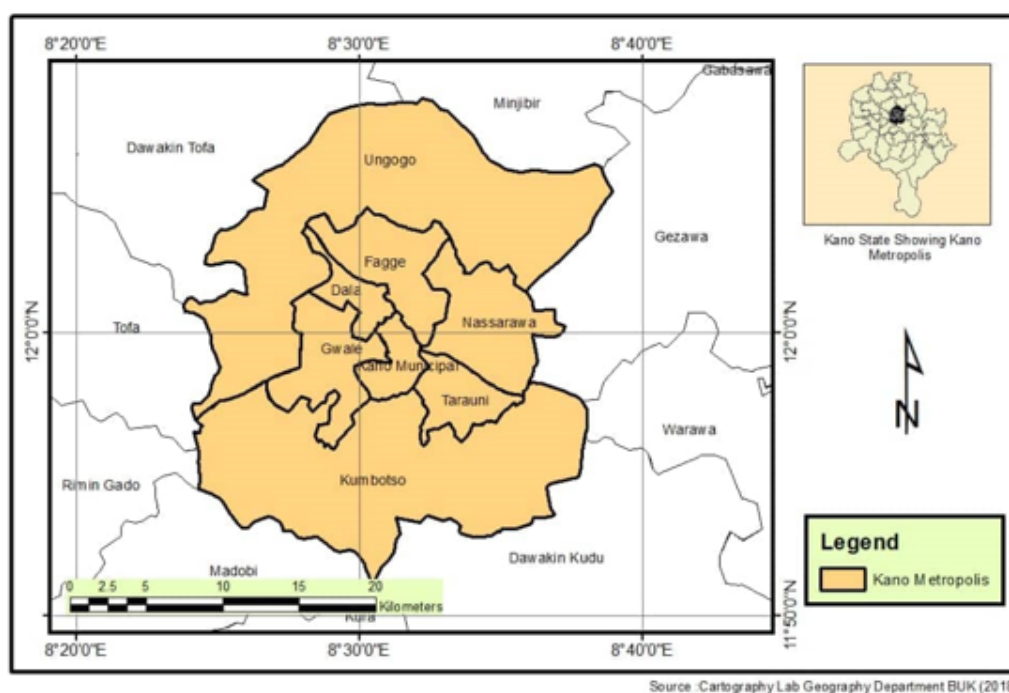 8°20'0"E 8°30'0"E 8°40'0"E
Gabasawa
Minjibir
Dawakin Tofa
Ungogo
Gezawa
Kano State Showing Kano
Metropolis
Fagge
Dala
12°0'0"N
Tofa
Nassarawa
12°0'0"N
Gwale
Kano Municipal
Tarauni
N
Warawa
Kumbotso
Rimin Gado
Dawakin Kudu
Legend
Kano Metropolis
Madobi
0 2.5 5 10 15 20
Kilometers
Kura
11°50'0"N
8°20'0"E 8°30'0"E 8°40'0"E
Source :Cartography Lab Geography Department BUK (201